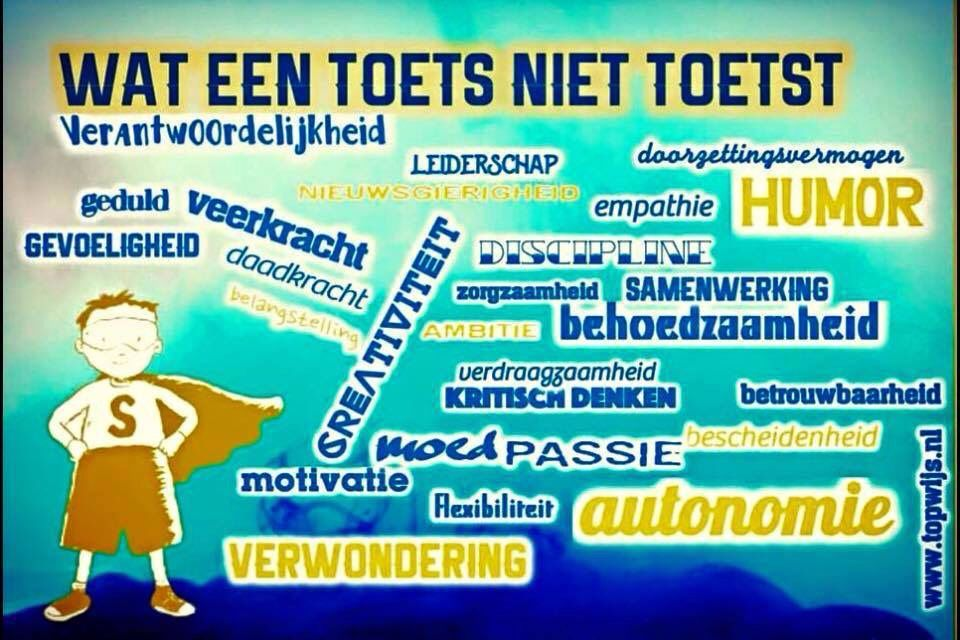 WAT EEN TOETS NIET TOETST
verantwoordelijkheid
LEIDERSCHAP
doorzettingsvermogen
NIEUWSGIERIGHEID
geduld
veerkracht
empathie
HUMOR
GEVOELIGHEID
daadkracht
DISCIPLINE
belangstelling
CREATIVITEIT
zorgzaamheid
SAMENWERKING
AMBITIE
behoedzaamheid
verdraagzaamheid
KRITISCH DENKEN
betrouwbaarheid
moed
PASSIE
bescheidenheid
motivatie
flexibiliteit
autonomie
VERWONDERING
S
www.topwijs.nl